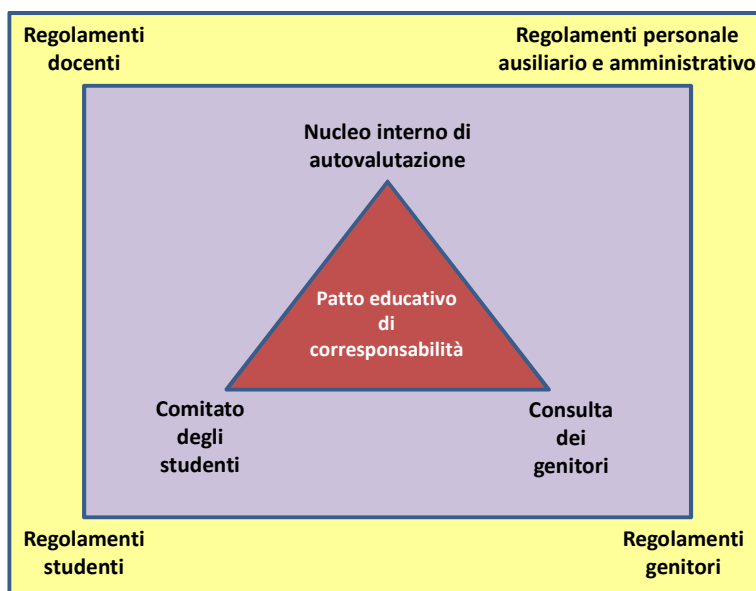 Regolamenti
docenti
Regolamenti personale
ausiliario e amministrativo
Nucleo interno di
autovalutazione
Patto educativo
di
corresponsabilità
Comitato
degli
studenti
Consulta
dei
genitori
Regolamenti
studenti
Regolamenti
genitori